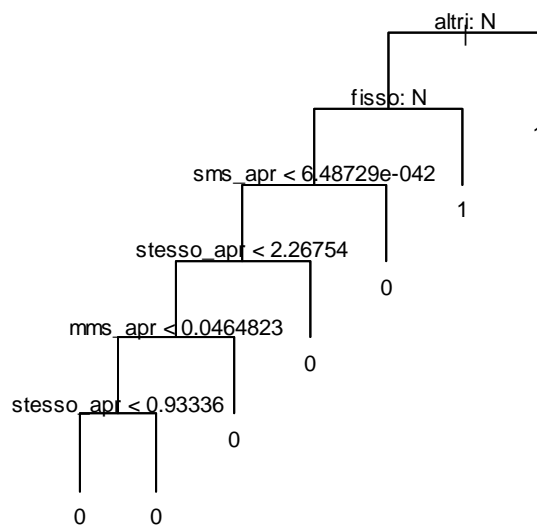 altri: N
fisso: N
1
sms_apr < 6.48729e-042
1
stesso_apr < 2.26754
0
mms_apr < 0.0464823
0
stesso_apr < 0.93336
0
0 0